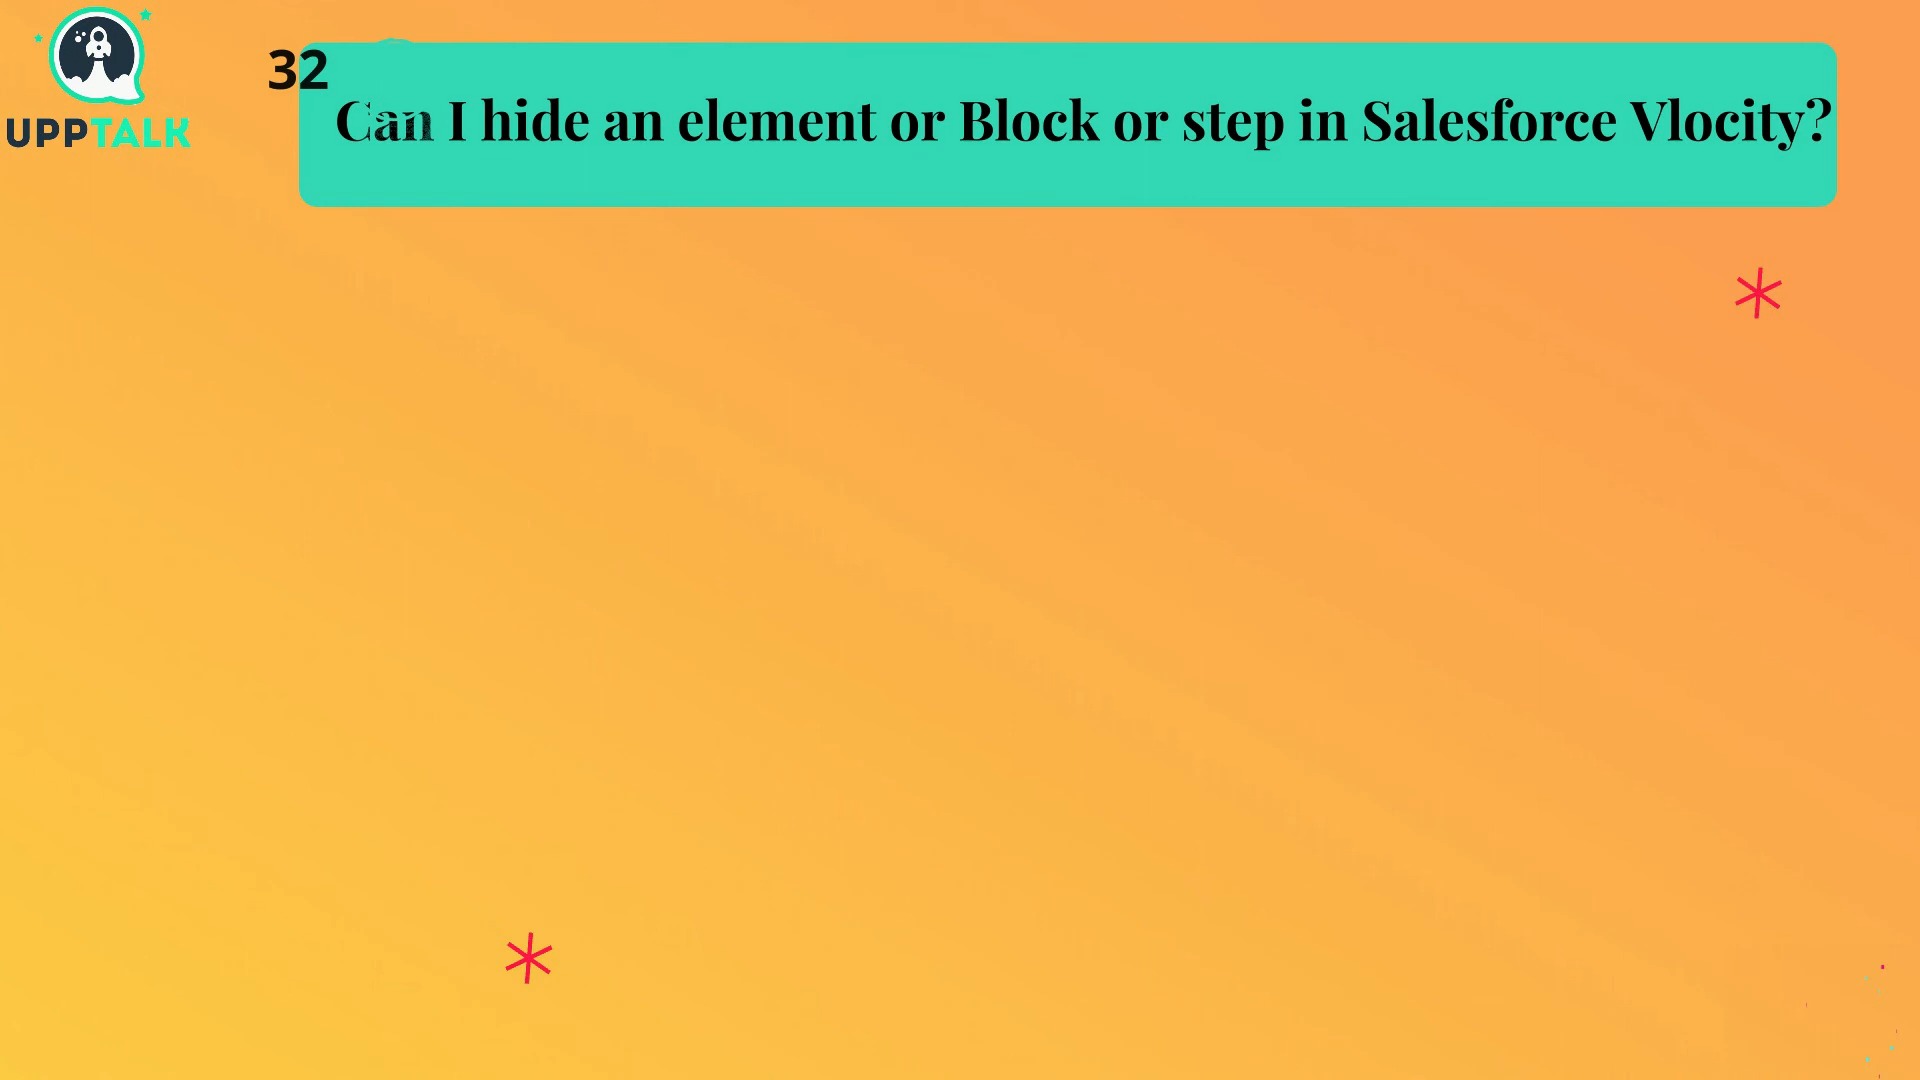 UPPTALK
32
Can I hide an element or Block or step in Salesforce Vlocity?